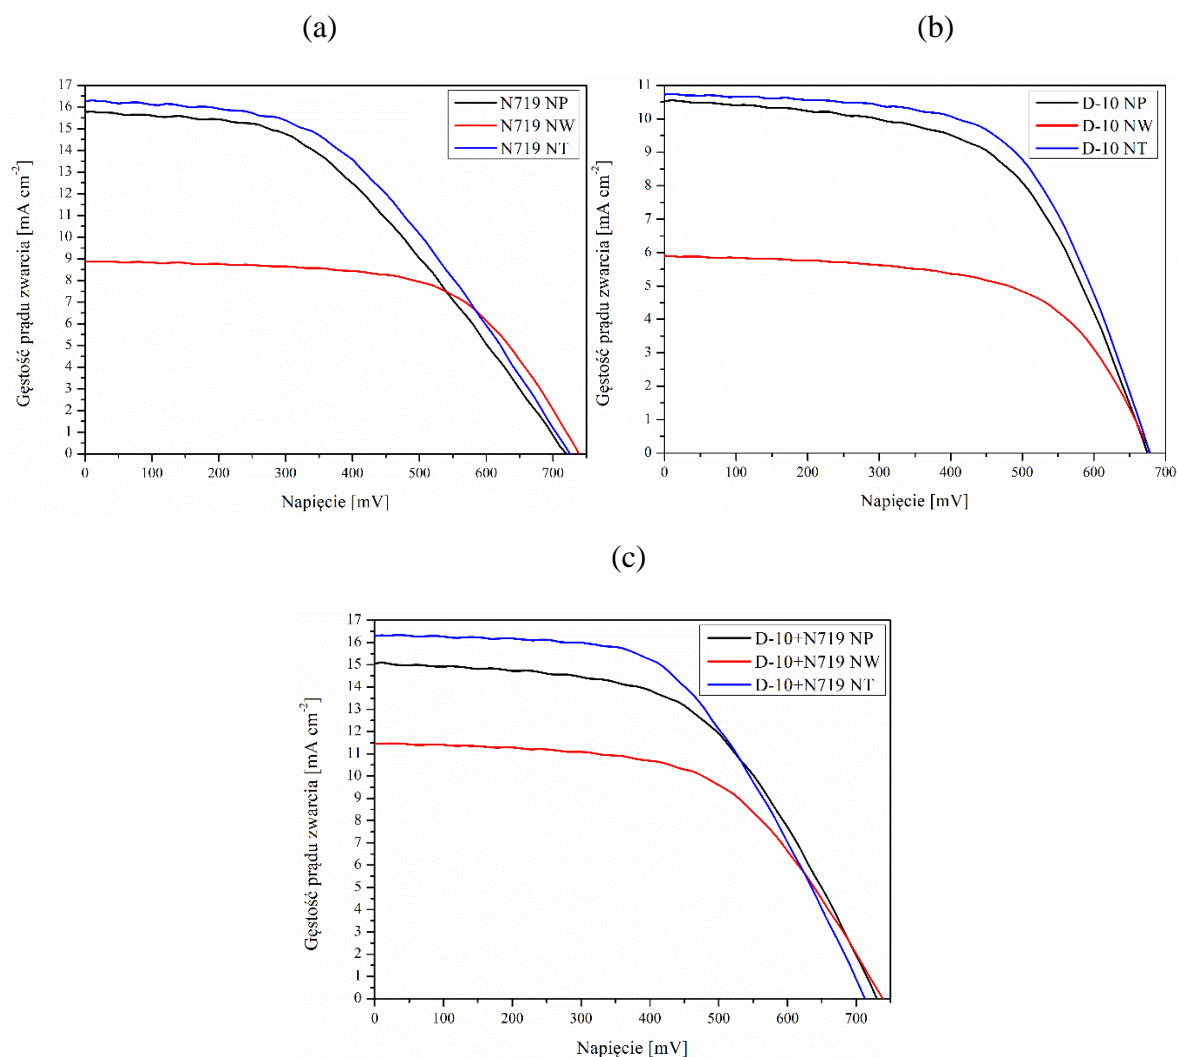 (a)
(b)
17
16
15
14
13
12
11
10
9
8
7
6
5
4
3
2
1
0
Gęstość prądu zwarcia [mA cm⁻²]
N719 NP
N719 NW
N719 NT
0 100 200 300 400 500 600 700
Napięcie [mV]
11
10
9
8
7
6
5
4
3
2
1
0
Gęstość prądu zwarcia [mA cm⁻²]
D-10 NP
D-10 NW
D-10 NT
0 100 200 300 400 500 600 700
Napięcie [mV]
(c)
17
16
15
14
13
12
11
10
9
8
7
6
5
4
3
2
1
0
Gęstość prądu zwarcia [mA cm⁻²]
D-10+N719 NP
D-10+N719 NW
D-10+N719 NT
0 100 200 300 400 500 600 700
Napięcie [mV]